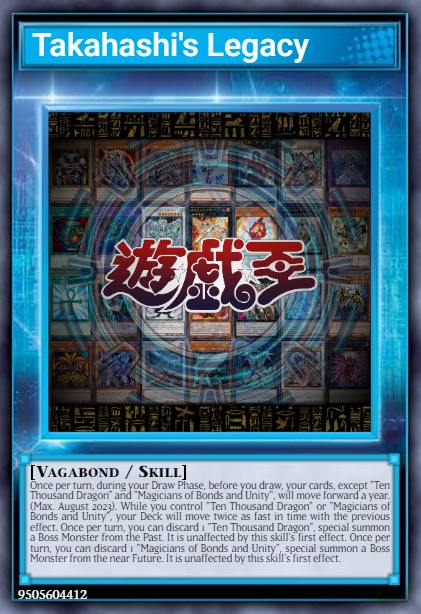 Takahashi's Legacy
遊戯王
[Vagabond / Skill]
Once per turn, during your Draw Phase, before you draw, your cards, except "Ten
Thousand Dragon" and "Magicians of Bonds and Unity", will move forward a year.
(Max. August 2023). While you control "Ten Thousand Dragon" or "Magicians of
Bonds and Unity", your Deck will move twice as fast in time with the previous
effect. Once per turn, you can discard 1 "Ten Thousand Dragon", special summon
a Boss Monster from the Past. It is unaffected by this skill's first effect. Once per
turn, you can discard 1 "Magicians of Bonds and Unity", special summon a Boss
Monster from the near Future. It is unaffected by this skill's first effect.
9505604412